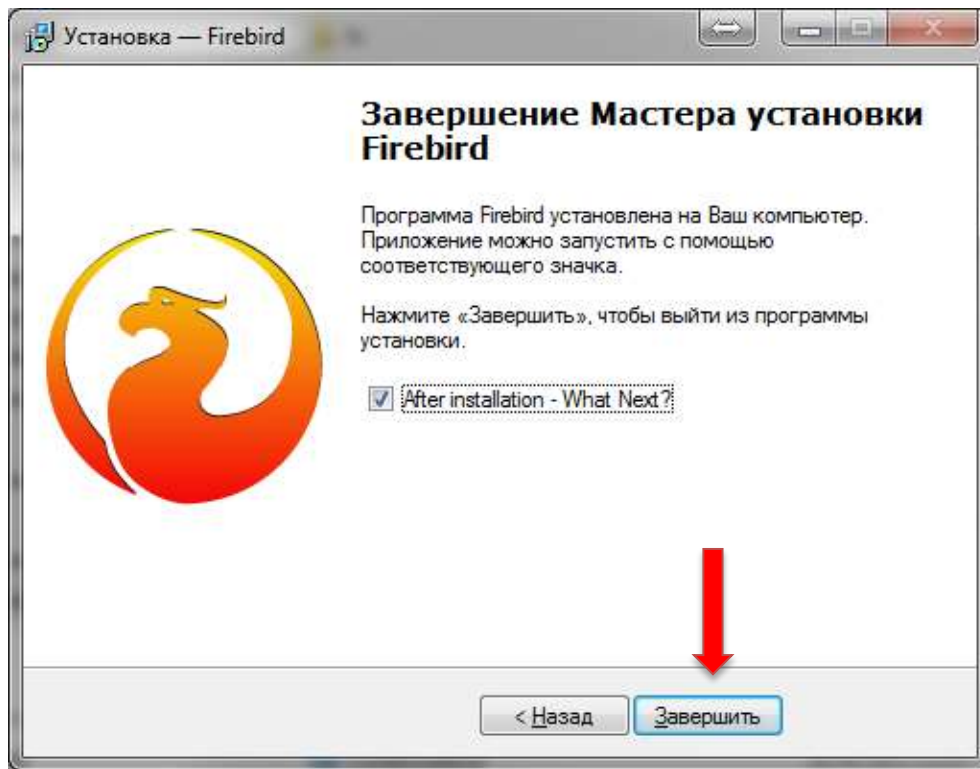 Установка — Firebird
Завершение Мастера установки
Firebird
Программа Firebird установлена на Ваш компьютер.
Приложение можно запустить с помощью
соответствующего значка.
Нажмите «Завершить», чтобы выйти из программы
установки.
After installation - What Next?
< Назад
Завершить